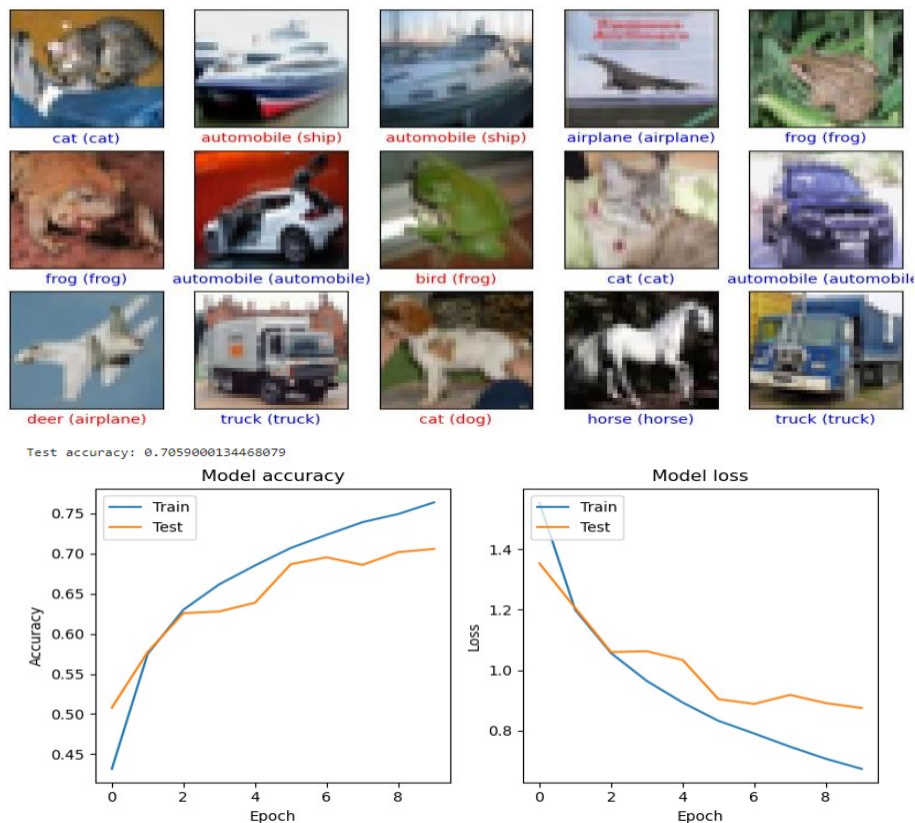 cat (cat)
automobile (ship)
automobile (ship)
airplane (airplane)
frog (frog)
frog (frog)
automobile (automobile)
bird (frog)
cat (cat)
automobile (automobile
deer (airplane)
truck (truck)
cat (dog)
horse (horse)
truck (truck)
Test accuracy: 0.7059000134468079
Model accuracy
Train
Test
0.75
0.70
0.65
0.60
0.55
0.50
0.45
Accuracy
0 2 4 6 8
Epoch
Model loss
Train
Test
1.4
1.2
1.0
0.8
Loss
0 2 4 6 8
Epoch